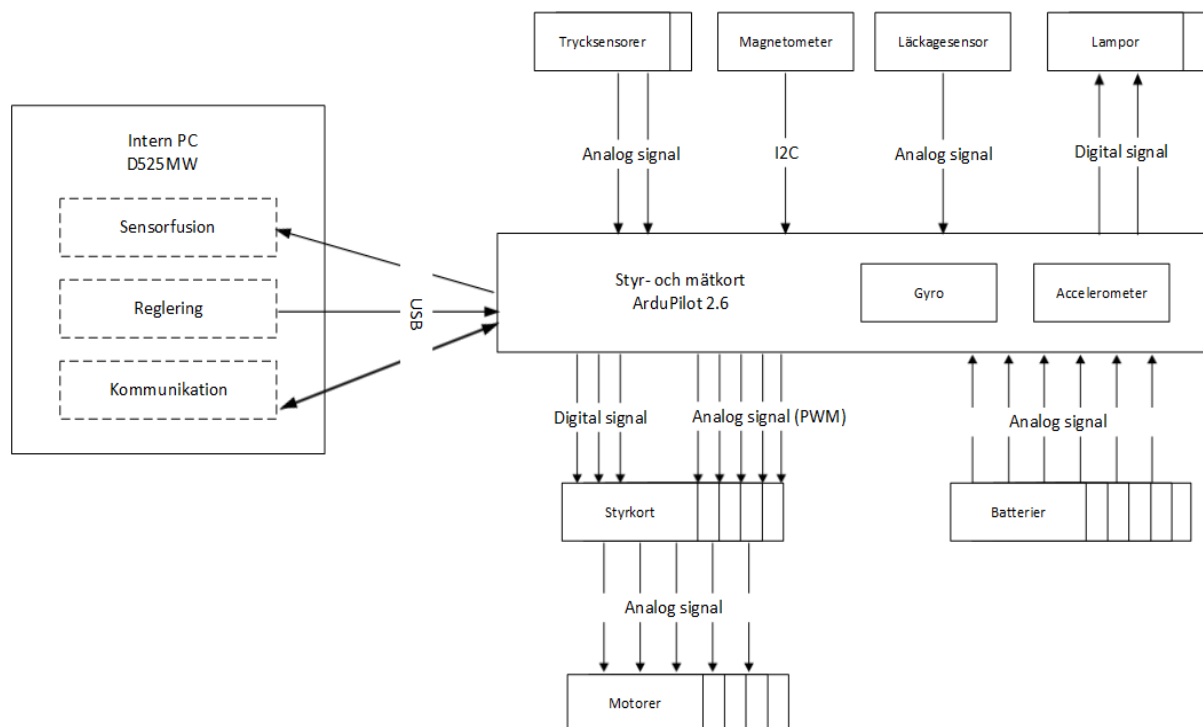 Trycksensorer
Magnetometer
Läckagesensor
Lampor
Intern PC
D525MW
Analog signal
I2C
Analog signal
Digital signal
Sensorfusion
Reglering
Kommunikation
USB
Styr- och mätkort
ArduPilot 2.6
Gyro
Accelerometer
Digital signal
Analog signal (PWM)
Analog signal
Styrkort
Batterier
Analog signal
Motorer